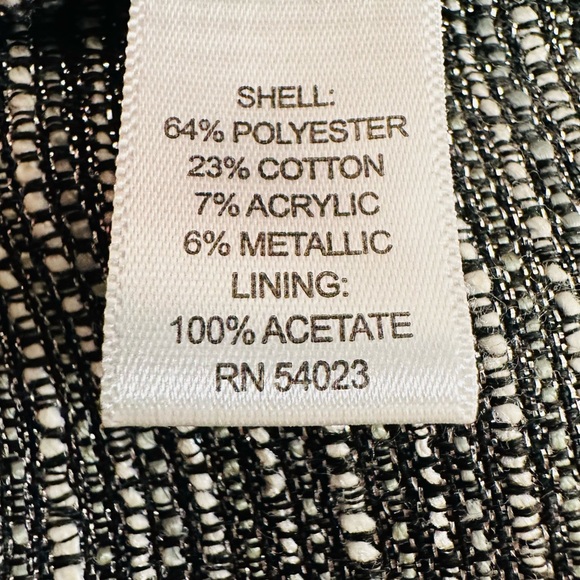 SHELL:
64% POLYESTER
23% COTTON
7% ACRYLIC
6% METALLIC
LINING:
100% ACETATE
RN 54023